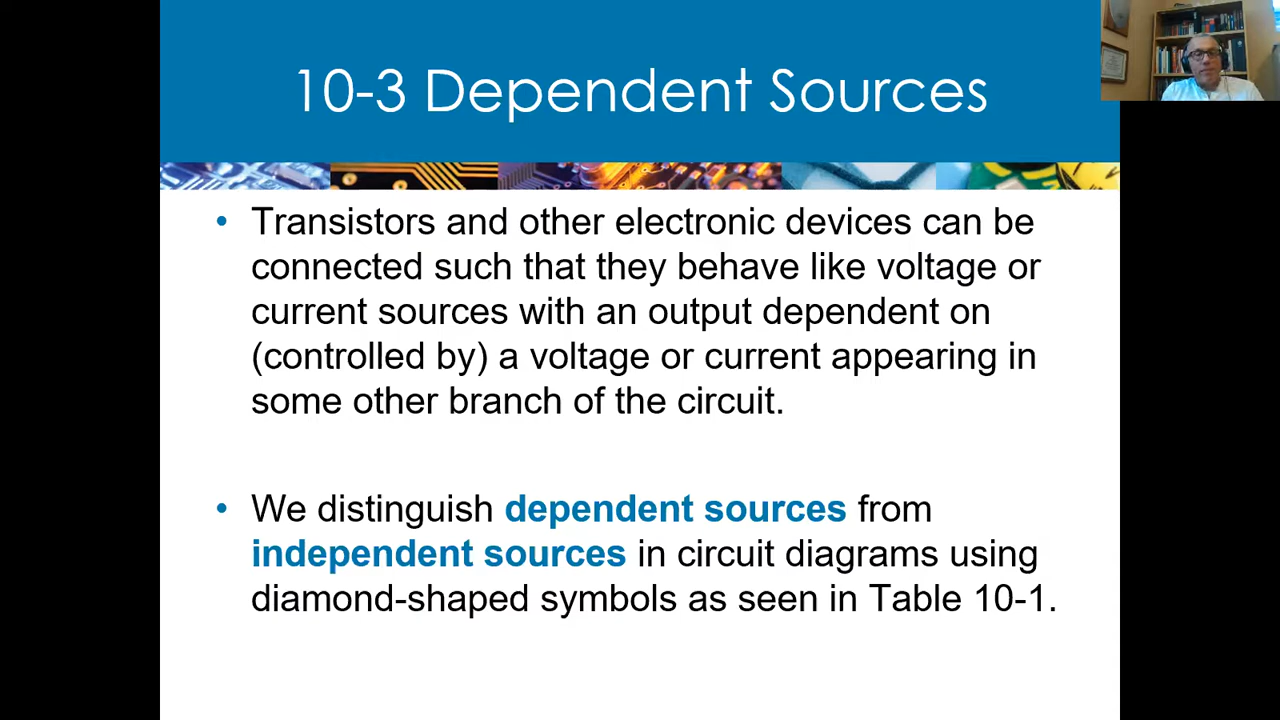 10-3 Dependent Sources
• Transistors and other electronic devices can be
connected such that they behave like voltage or
current sources with an output dependent on
(controlled by) a voltage or current appearing in
some other branch of the circuit.
• We distinguish dependent sources from
independent sources in circuit diagrams using
diamond-shaped symbols as seen in Table 10-1.